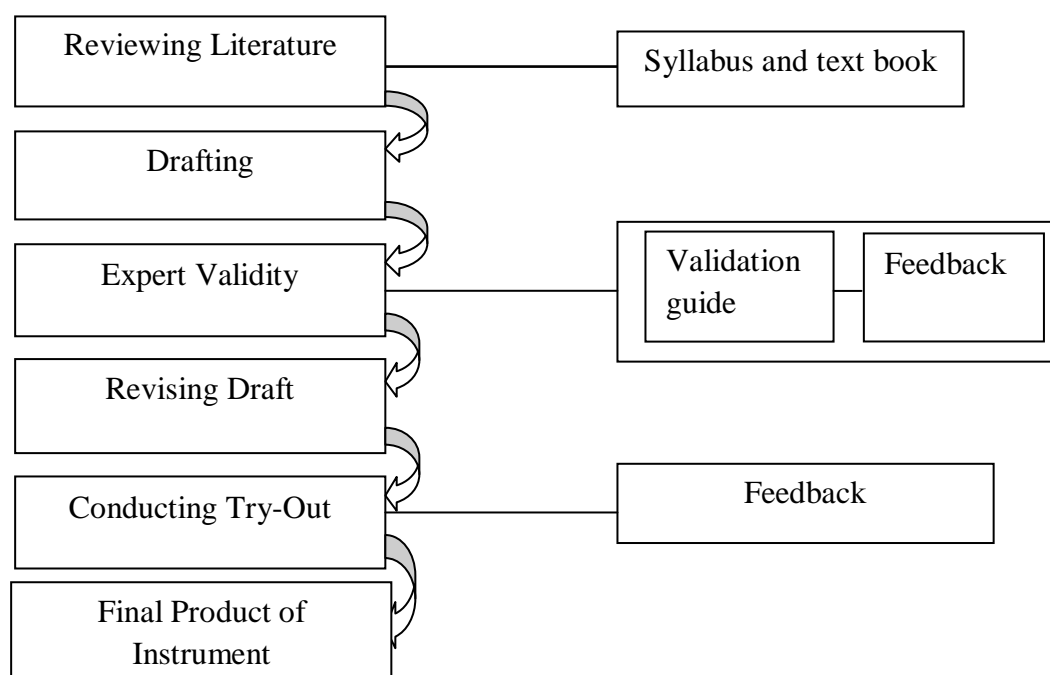 Reviewing Literature
Syllabus and text book
Drafting
Expert Validity
Validation
guide
Feedback
Revising Draft
Conducting Try-Out
Feedback
Final Product of
Instrument